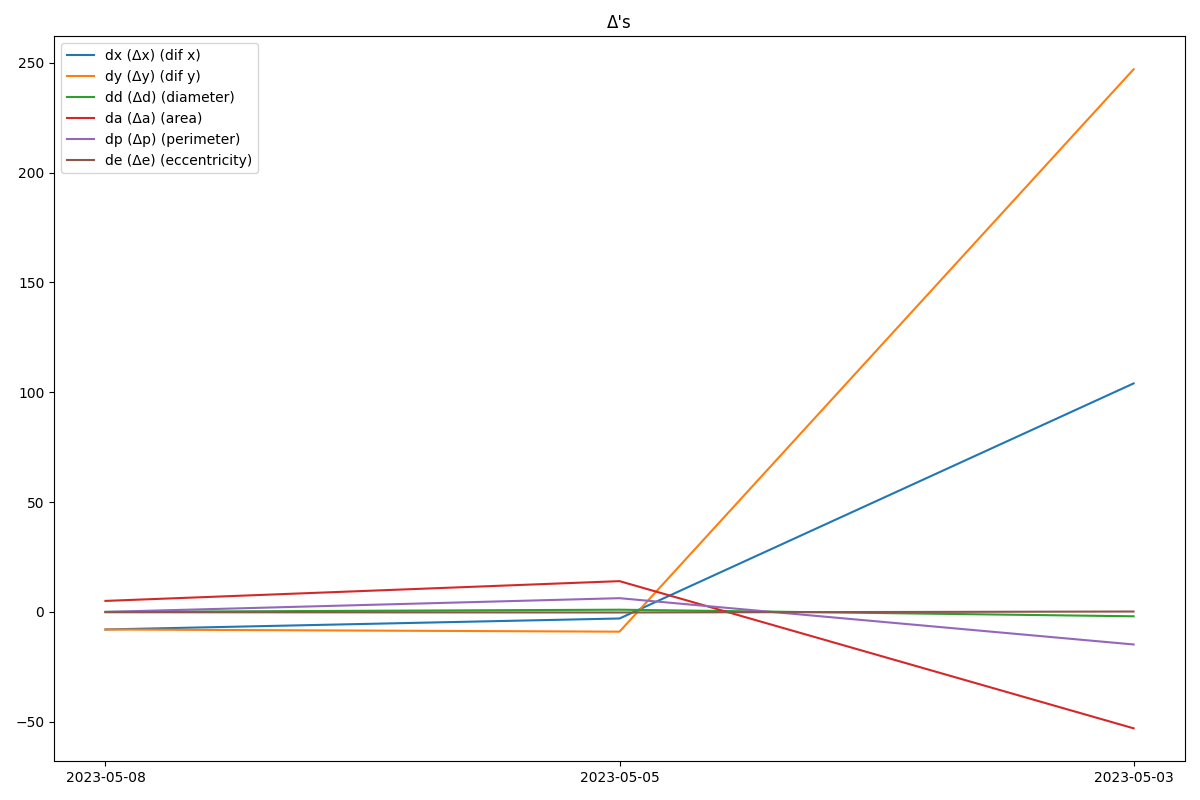 Δ's
dx (Δx) (dif x)
dy (Δy) (dif y)
dd (Δd) (diameter)
da (Δa) (area)
dp (Δp) (perimeter)
de (Δe) (eccentricity)
250
200
150
100
50
0
−50
2023-05-08
2023-05-05
2023-05-03